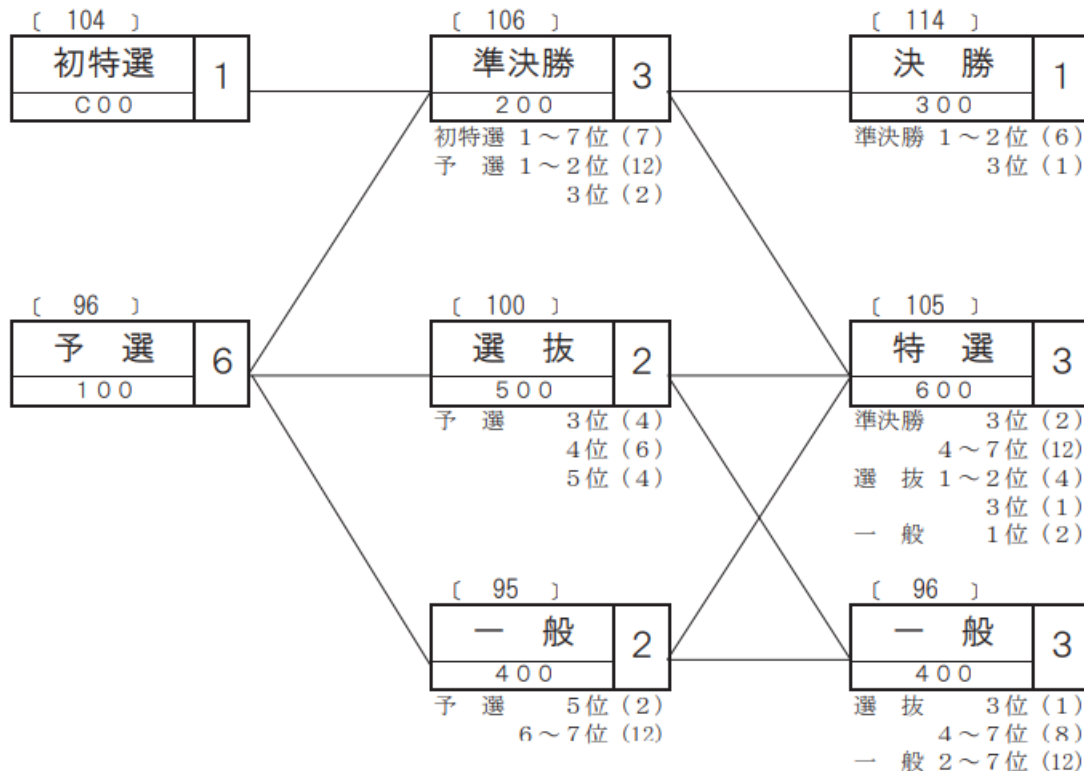 〔 104 〕
初特選 1
C00
〔 106 〕
準決勝 3
200
初特選 1～7位 (7)
予 選 1～2位 (12)
3位 (2)
〔 114 〕
決 勝 1
300
準決勝 1～2位 (6)
3位 (1)
〔 96 〕
予 選 6
100
〔 100 〕
選 抜 2
500
予 選 3位 (4)
4位 (6)
5位 (4)
〔 105 〕
特 選 3
600
準決勝 3位 (2)
4～7位 (12)
選 抜 1～2位 (4)
3位 (1)
一 般 1位 (2)
〔 95 〕
一 般 2
400
予 選 5位 (2)
6～7位 (12)
〔 96 〕
一 般 3
400
選 抜 3位 (1)
4～7位 (8)
一 般 2～7位 (12)